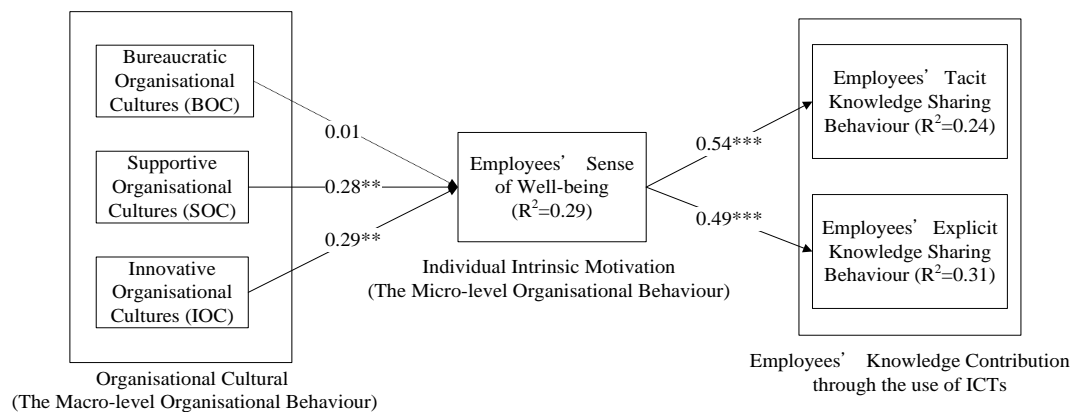 Bureaucratic
Organisational
Cultures (BOC)
Supportive
Organisational
Cultures (SOC)
Innovative
Organisational
Cultures (IOC)
Organisational Cultural
(The Macro-level Organisational Behaviour)
0.01
0.28**
0.29**
Employees’ Sense
of Well-being
(R²=0.29)
Individual Intrinsic Motivation
(The Micro-level Organisational Behaviour)
0.54***
0.49***
Employees’ Tacit
Knowledge Sharing
Behaviour (R²=0.24)
Employees’ Explicit
Knowledge Sharing
Behaviour (R²=0.31)
Employees’ Knowledge Contribution
through the use of ICTs